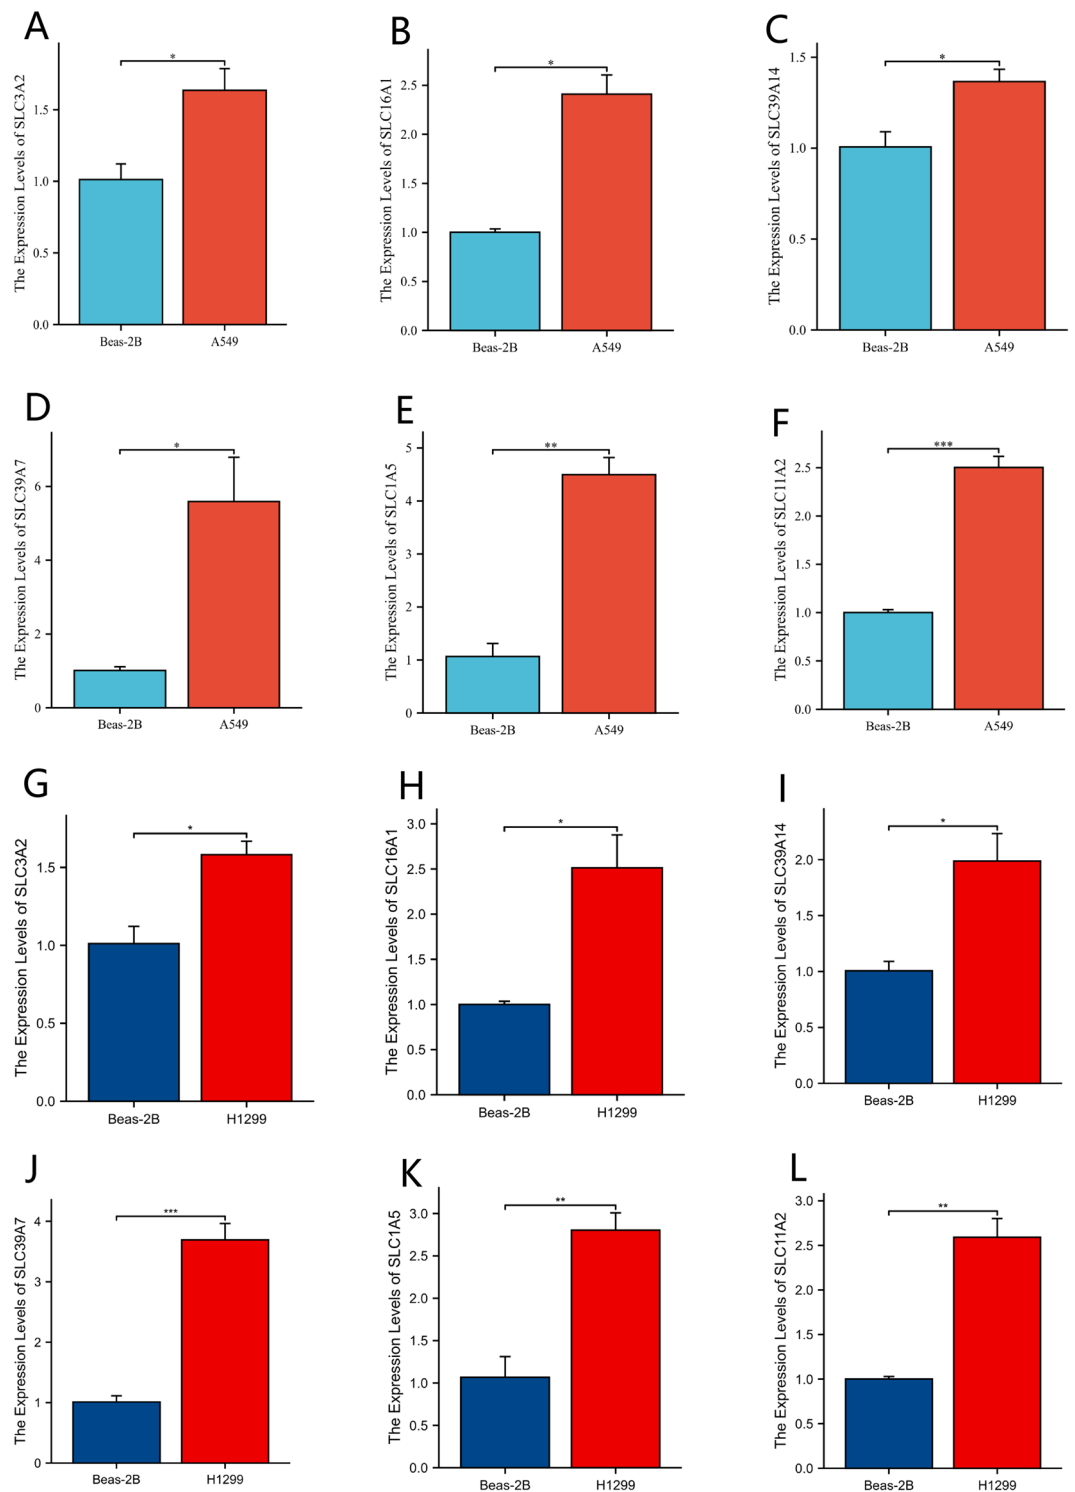 A
The Expression Levels of SLC3A2
1.5
1.0
0.5
0.0
*
Beas-2B
A549
B
The Expression Levels of SLC16A1
2.5
2.0
1.5
1.0
0.5
0.0
*
Beas-2B
A549
C
The Expression Levels of SLC39A14
1.5
1.0
0.5
0.0
*
Beas-2B
A549
D
The Expression Levels of SLC39A7
6
4
2
0
*
Beas-2B
A549
E
The Expression Levels of SLC1A5
5
4
3
2
1
0
**
Beas-2B
A549
F
The Expression Levels of SLC11A2
2.5
2.0
1.5
1.0
0.5
0.0
***
Beas-2B
A549
G
The Expression Levels of SLC3A2
1.5
1.0
0.5
0.0
*
Beas-2B
H1299
H
The Expression Levels of SLC16A1
3.0
2.5
2.0
1.5
1.0
0.5
0.0
*
Beas-2B
H1299
I
The Expression Levels of SLC39A14
2.0
1.5
1.0
0.5
0.0
*
Beas-2B
H1299
J
The Expression Levels of SLC39A7
4
3
2
1
0
***
Beas-2B
H1299
K
The Expression Levels of SLC1A5
3.0
2.5
2.0
1.5
1.0
0.5
0.0
**
Beas-2B
H1299
L
The Expression Levels of SLC11A2
3.0
2.5
2.0
1.5
1.0
0.5
0.0
**
Beas-2B
H1299